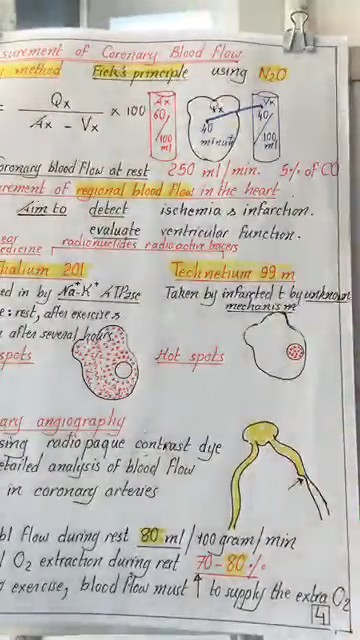 surement of Coronary Blood Flow
method Fick's principle using N₂O
= Qx / Ax - Vx × 100
Ax 60 / 100 ml
4x 40 minute
Vx 40 / 100 ml
oronary blood flow at rest 250 ml/min. 5% of CO
urement of regional blood flow in the heart
Aim to detect ischemia & infarction.
evaluate ventricular function.
lear
edicine radionuclides radioactive tracers
hallium 201 Technetium 99 m
ed in by Na⁺-K⁺ ATPase Taken by infarcted t by unknown mechanism
e: rest, after exercise &
n after several hours
spots Hot spots
ary angiography
sing radiopaque contrast dye
etailed analysis of blood flow
in coronary arteries
bl flow during rest 80 ml/100 gram/min
l O₂ extraction during rest 70-80%
exercise, blood flow must ↑ to supply the extra O₂
4